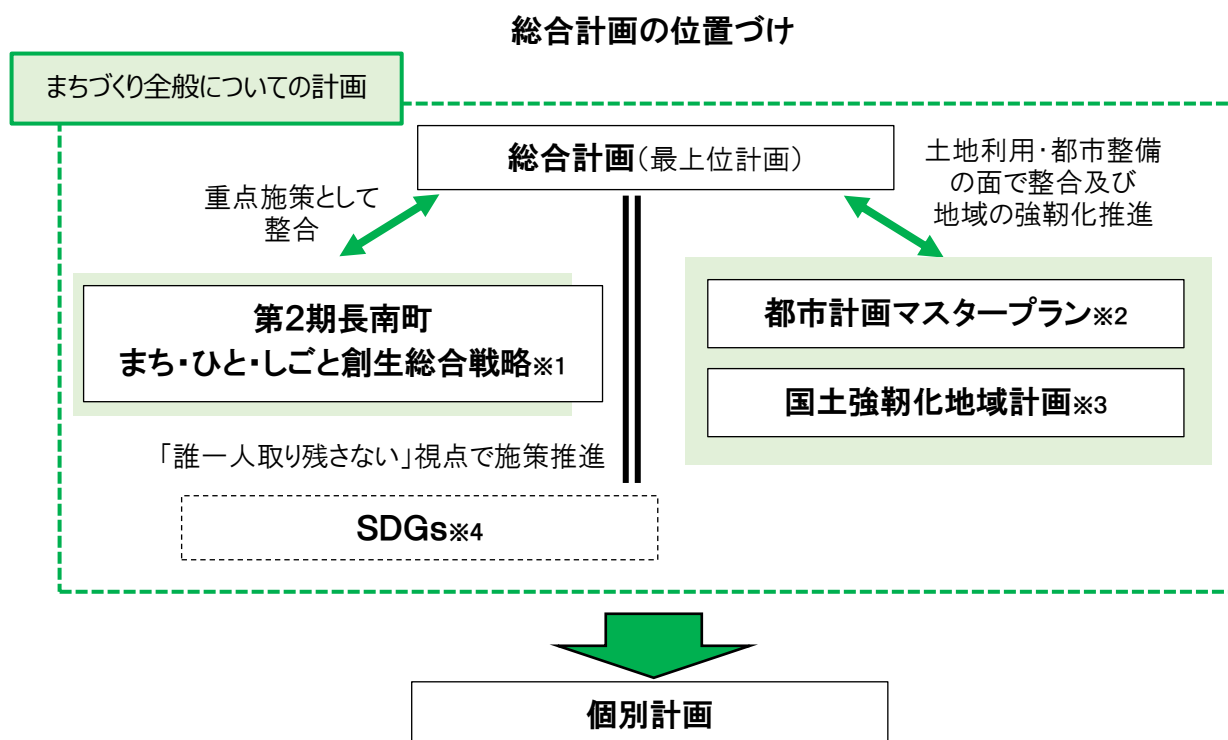 総合計画の位置づけ
まちづくり全般についての計画
総合計画(最上位計画)
重点施策として
整合
土地利用・都市整備
の面で整合及び
地域の強靭化推進
第2期長南町
まち・ひと・しごと創生総合戦略※1
都市計画マスタープラン※2
国土強靭化地域計画※3
「誰一人取り残さない」視点で施策推進
SDGs※4
個別計画